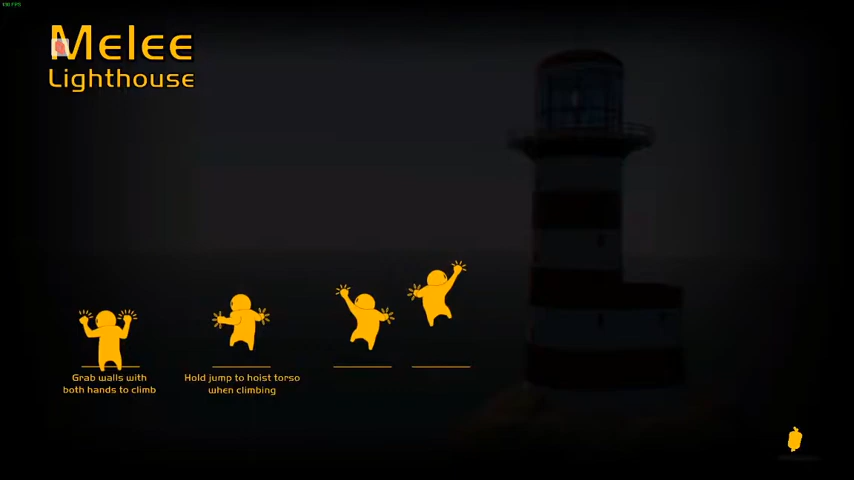 Melee
Lighthouse
Grab walls with
both hands to climb
Hold jump to hoist torso
when climbing